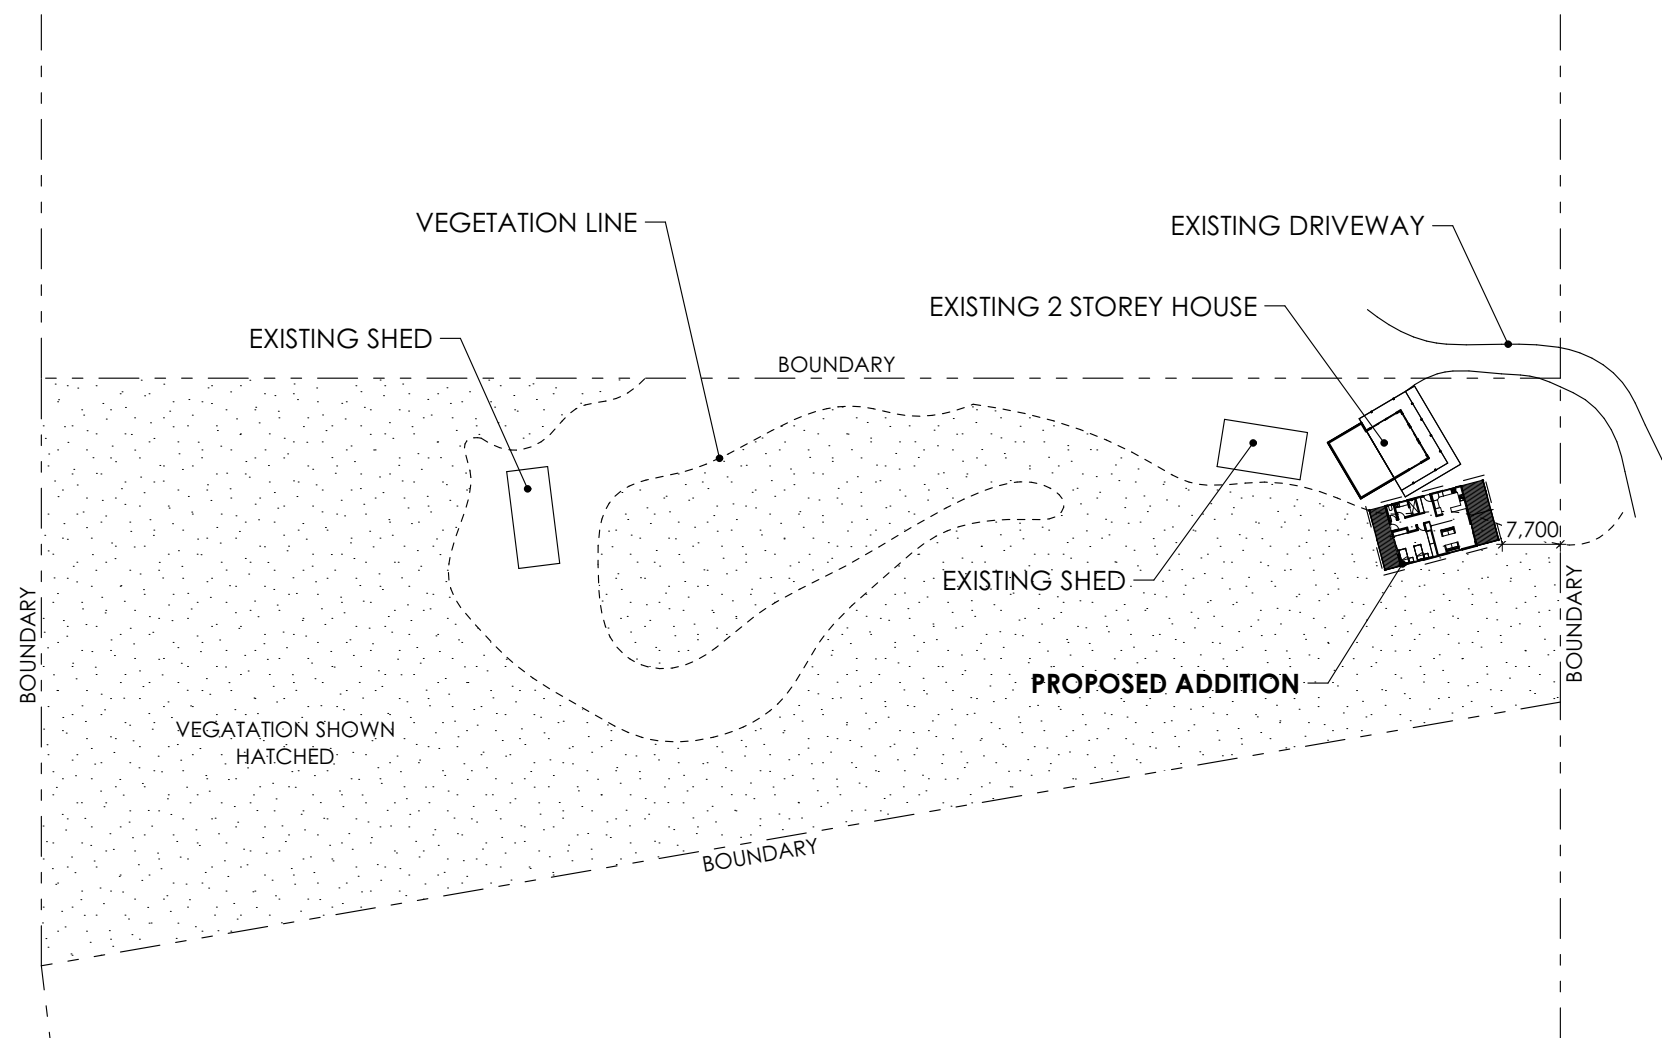 VEGETATION LINE
EXISTING DRIVEWAY
EXISTING 2 STOREY HOUSE
EXISTING SHED
BOUNDARY
7,700
EXISTING SHED
BOUNDARY
BOUNDARY
PROPOSED ADDITION
VEGATATION SHOWN
HATCHED
BOUNDARY